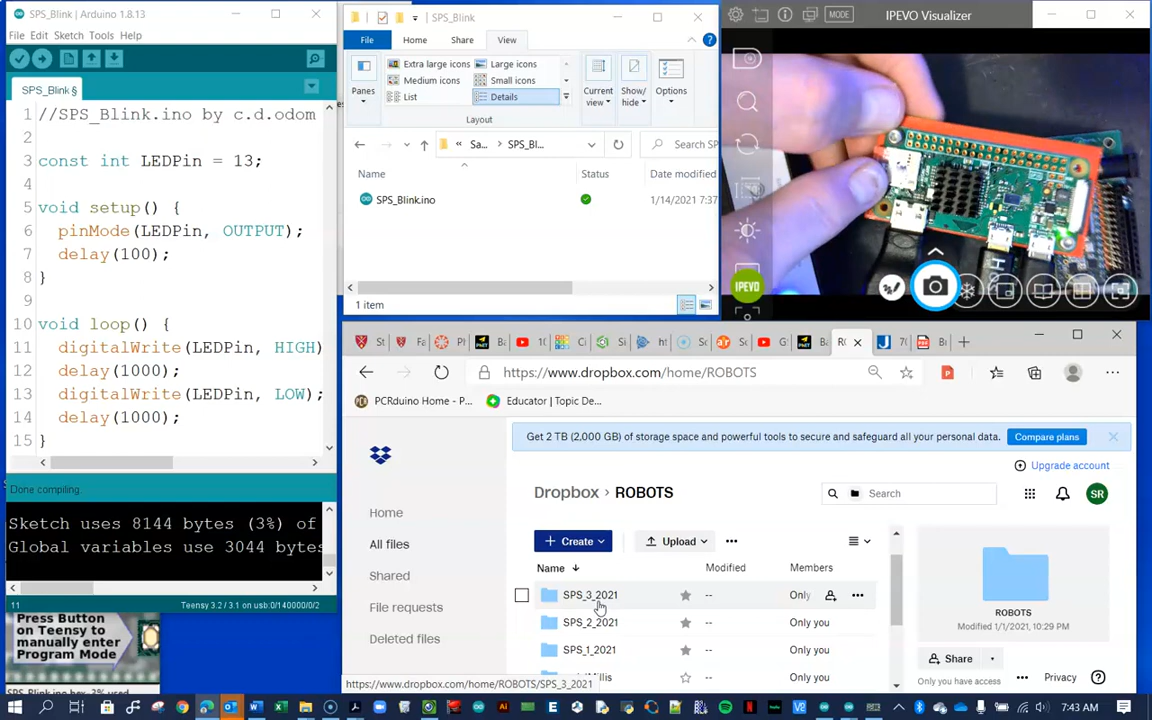 SPS_Blink | Arduino 1.8.13
File Edit Sketch Tools Help
SPS_Blink §
1 //SPS_Blink.ino by c.d.odom
2
3 const int LEDPin = 13;
4
5 void setup() {
6 pinMode(LEDPin, OUTPUT);
7 delay(100);
8 }
9
10 void loop() {
11 digitalWrite(LEDPin, HIGH)
12 delay(1000);
13 digitalWrite(LEDPin, LOW);
14 delay(1000);
15 }
Done compiling.
Sketch uses 8144 bytes (3%) of
Global variables use 3044 bytes
11 Teensy 3.2 / 3.1 on usb:0/140000/0/2
Press Button
on Teensy to
manually enter
Program Mode
SPS_Blink
File Home Share View
Panes
Extra large icons Large icons
Medium icons Small icons
List Details
Layout
Current view
Show/hide
Options
« Sa... › SPS_Bl...
Search SP
Name Status Date modified
SPS_Blink.ino 1/14/2021 7:37
1 item
MODE IPEVO Visualizer
IPEVO
https://www.dropbox.com/home/ROBOTS
PCRduino Home - P... Educator | Topic De...
Get 2 TB (2,000 GB) of storage space and powerful tools to secure and safeguard all your personal data. Compare plans
Upgrade account
Dropbox › ROBOTS
Search
SR
Home
All files
Shared
File requests
Deleted files
+ Create Upload
Name Modified Members
SPS_3_2021 -- Only
SPS_2_2021 -- Only you
SPS_1_2021 -- Only you
-- Only you
ROBOTS
Modified 1/1/2021, 10:29 PM
Share
Only you have access
Privacy
https://www.dropbox.com/home/ROBOTS/SPS_3_2021
7:43 AM